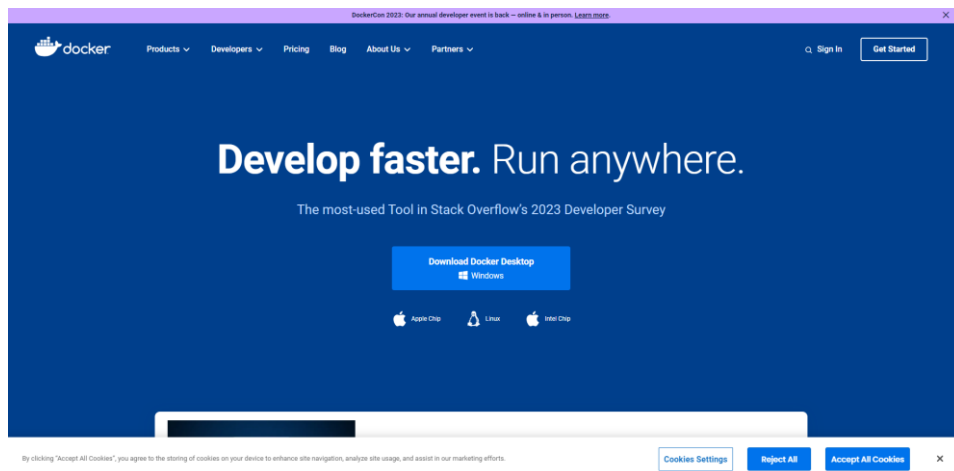 DockerCon 2023: Our annual developer event is back — online & in person. Learn more.
docker
Products
Developers
Pricing
Blog
About Us
Partners
Sign In
Get Started
Develop faster. Run anywhere.
The most-used Tool in Stack Overflow's 2023 Developer Survey
Download Docker Desktop
Windows
Apple Chip
Linux
Intel Chip
By clicking "Accept All Cookies", you agree to the storing of cookies on your device to enhance site navigation, analyze site usage, and assist in our marketing efforts.
Cookies Settings
Reject All
Accept All Cookies